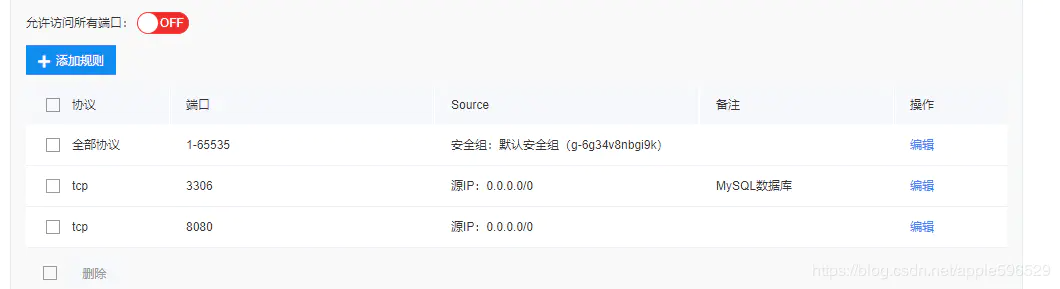 允许访问所有端口： OFF
添加规则
协议 端口 Source 备注 操作
全部协议 1-65535 安全组：默认安全组（g-6g34v8nbgi9k） 编辑
tcp 3306 源IP：0.0.0.0/0 MySQL数据库 编辑
tcp 8080 源IP：0.0.0.0/0 编辑
删除
https://blog.csdn.net/apple596529